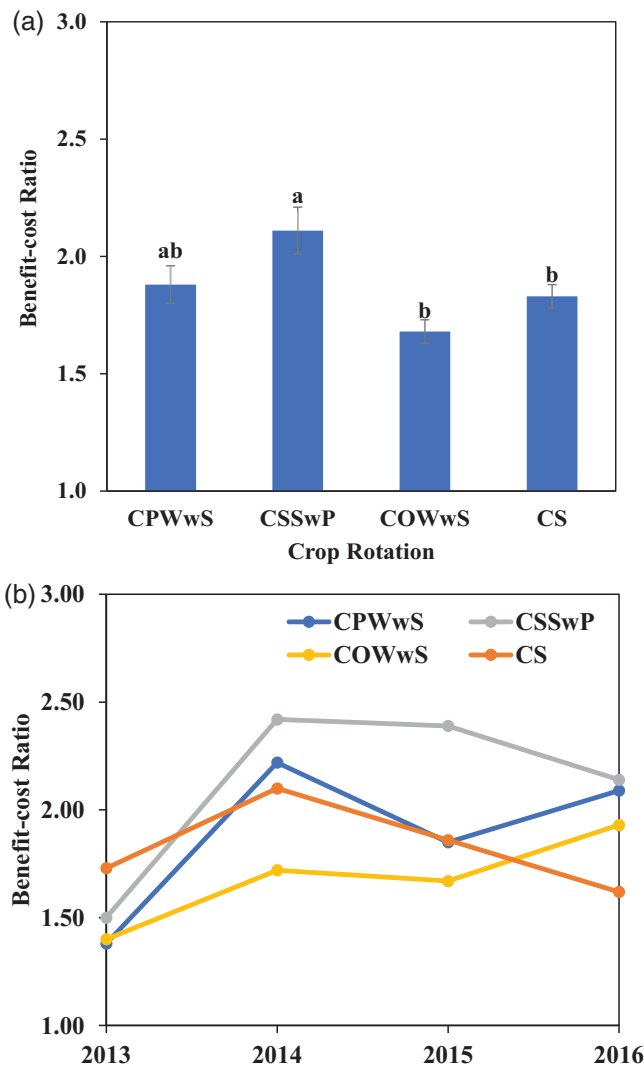 (a)
3.0
2.5
2.0
1.5
1.0
Benefit-cost Ratio
ab
a
b
b
CPWwS CSSwP COWwS CS
Crop Rotation
(b)
3.00
2.50
2.00
1.50
1.00
Benefit-cost Ratio
CPWwS CSSwP
COWwS CS
2013 2014 2015 2016